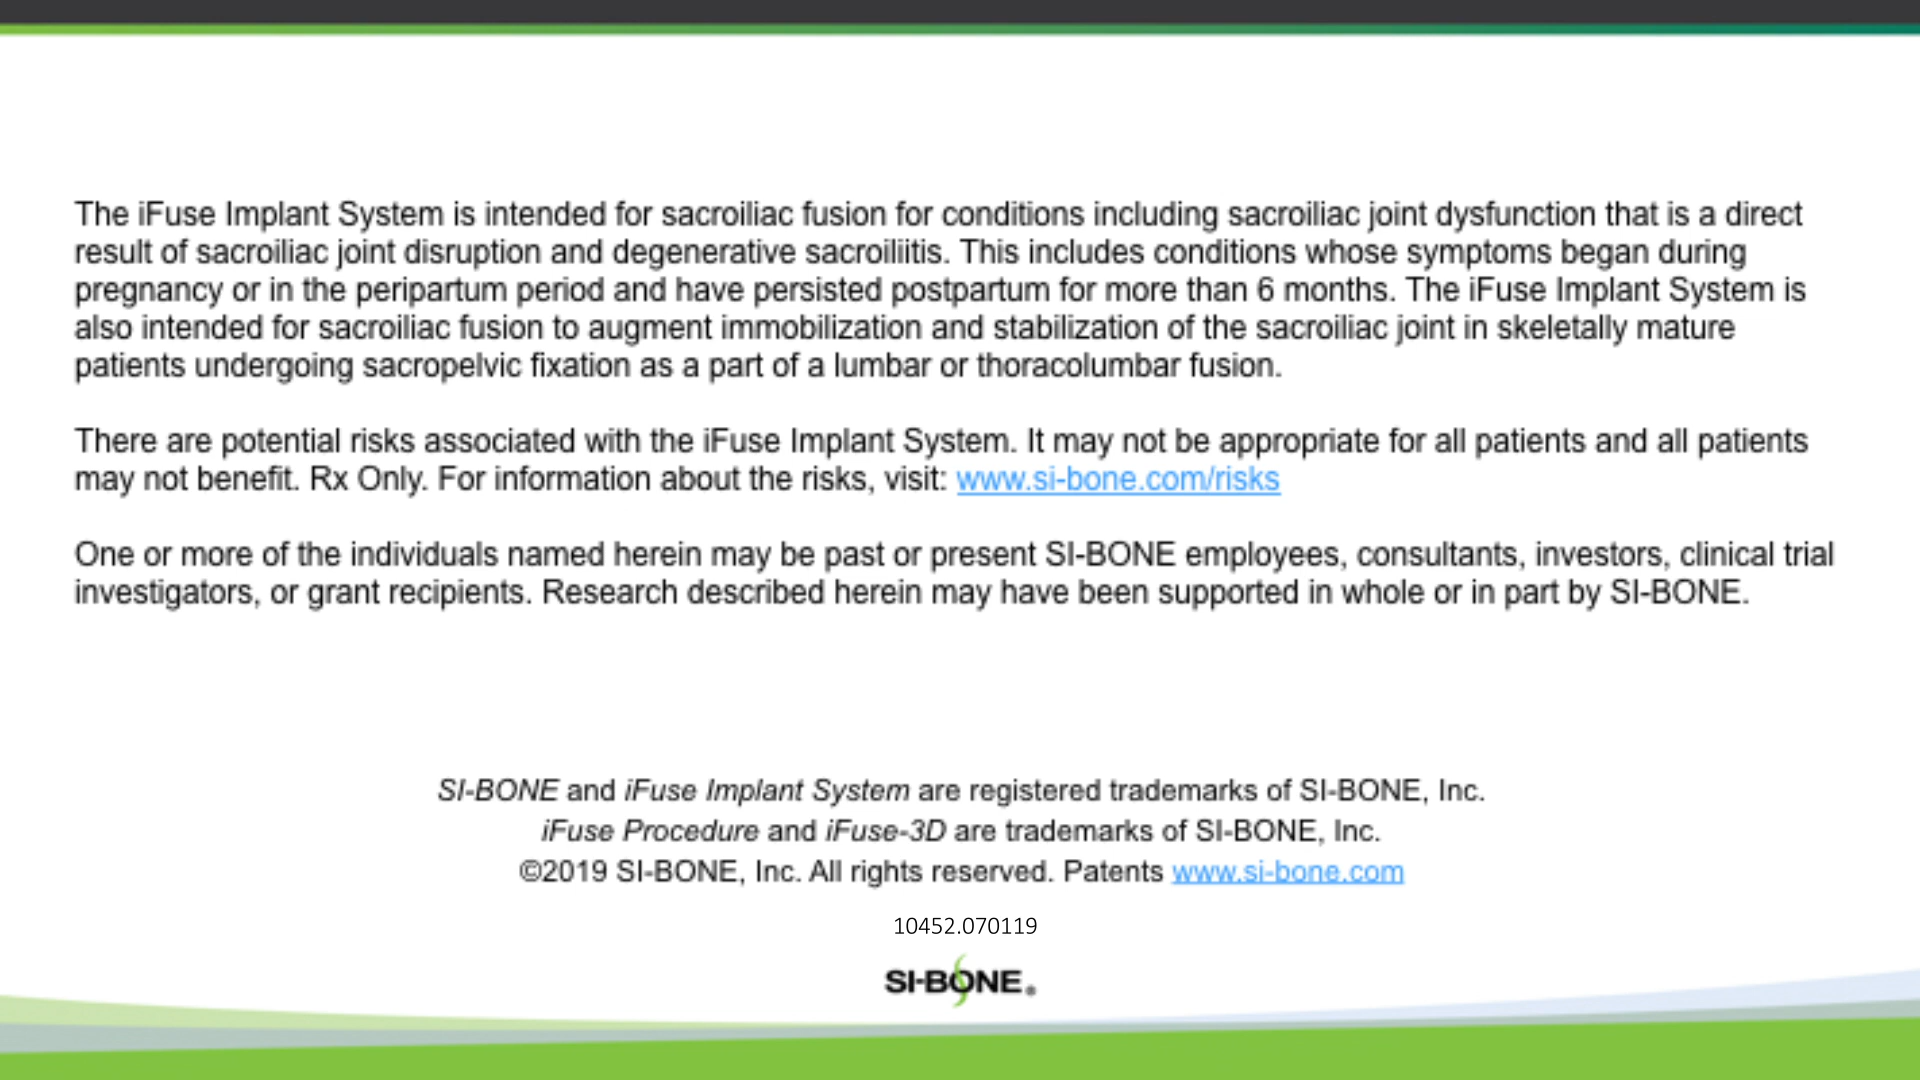 The iFuse Implant System is intended for sacroiliac fusion for conditions including sacroiliac joint dysfunction that is a direct
result of sacroiliac joint disruption and degenerative sacroiliitis. This includes conditions whose symptoms began during
pregnancy or in the peripartum period and have persisted postpartum for more than 6 months. The iFuse Implant System is
also intended for sacroiliac fusion to augment immobilization and stabilization of the sacroiliac joint in skeletally mature
patients undergoing sacropelvic fixation as a part of a lumbar or thoracolumbar fusion.
There are potential risks associated with the iFuse Implant System. It may not be appropriate for all patients and all patients
may not benefit. Rx Only. For information about the risks, visit: www.si-bone.com/risks
One or more of the individuals named herein may be past or present SI-BONE employees, consultants, investors, clinical trial
investigators, or grant recipients. Research described herein may have been supported in whole or in part by SI-BONE.
SI-BONE and iFuse Implant System are registered trademarks of SI-BONE, Inc.
iFuse Procedure and iFuse-3D are trademarks of SI-BONE, Inc.
©2019 SI-BONE, Inc. All rights reserved. Patents www.si-bone.com
10452.070119
SI-BONE®